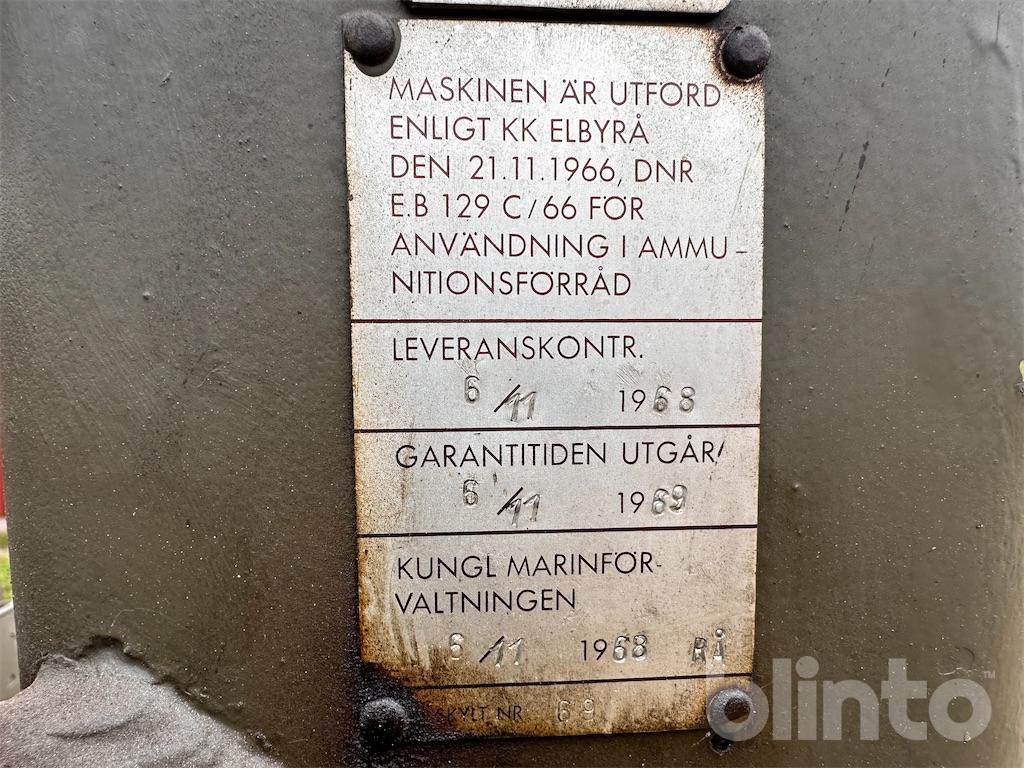 MASKINEN ÄR UTFÖRD
ENLIGT KK ELBYRÅ
DEN 21.11.1966, DNR
E.B 129 C/66 FÖR
ANVÄNDNING I AMMU-
NITIONSFÖRRÅD
LEVERANSKONTR.
6/11 1968
GARANTITIDEN UTGÅR
6/11 1969
KUNGL MARINFÖR-
VALTNINGEN
6/11 1968 RÅ
SKYLT NR 69
blinto™